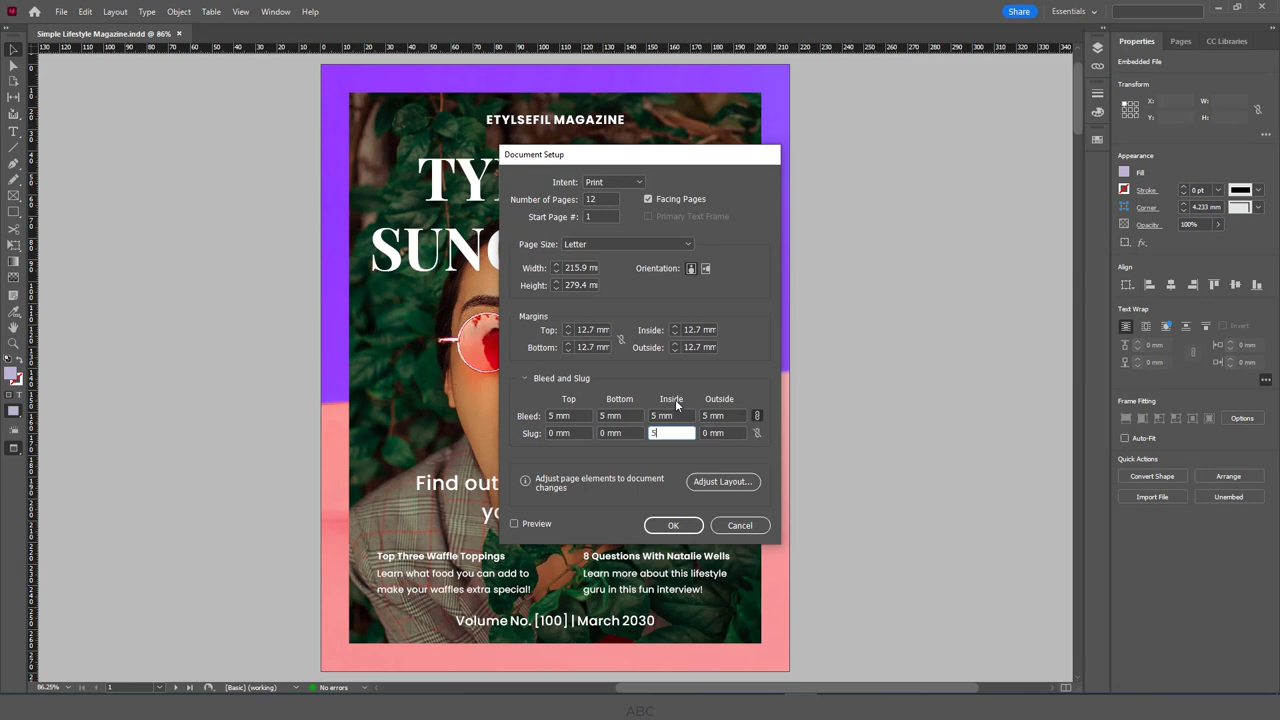 File Edit Layout Type Object Table View Window Help Share Essentials
Simple Lifestyle Magazine.indd @ 86% ×
Properties Pages CC Libraries
Embedded File
Transform
X: W:
Y: H:
Appearance
Fill
Stroke 0 pt
Corner 4.233 mm
Opacity 100%
fx.
Align
Text Wrap
Invert
0 mm 0 mm
0 mm 0 mm
Frame Fitting
Options
Auto-Fit
Quick Actions
Convert Shape Arrange
Import File Unembed
ETYLSEFIL MAGAZINE
TY
SUNG
Find out
yo
Top Three Waffle Toppings
Learn what food you can add to
make your waffles extra special!
8 Questions With Natalie Wells
Learn more about this lifestyle
guru in this fun interview!
Volume No. [100] | March 2030
Document Setup
Intent: Print
Number of Pages: 12 Facing Pages
Start Page #: 1 Primary Text Frame
Page Size: Letter
Width: 215.9 m Orientation:
Height: 279.4 m
Margins
Top: 12.7 mm Inside: 12.7 mm
Bottom: 12.7 mm Outside: 12.7 mm
Bleed and Slug
Top Bottom Inside Outside
Bleed: 5 mm 5 mm 5 mm 5 mm
Slug: 0 mm 0 mm 5 0 mm
Adjust page elements to document
changes
Adjust Layout...
Preview OK Cancel
86.25% 1 [Basic] (working) No errors
ABC